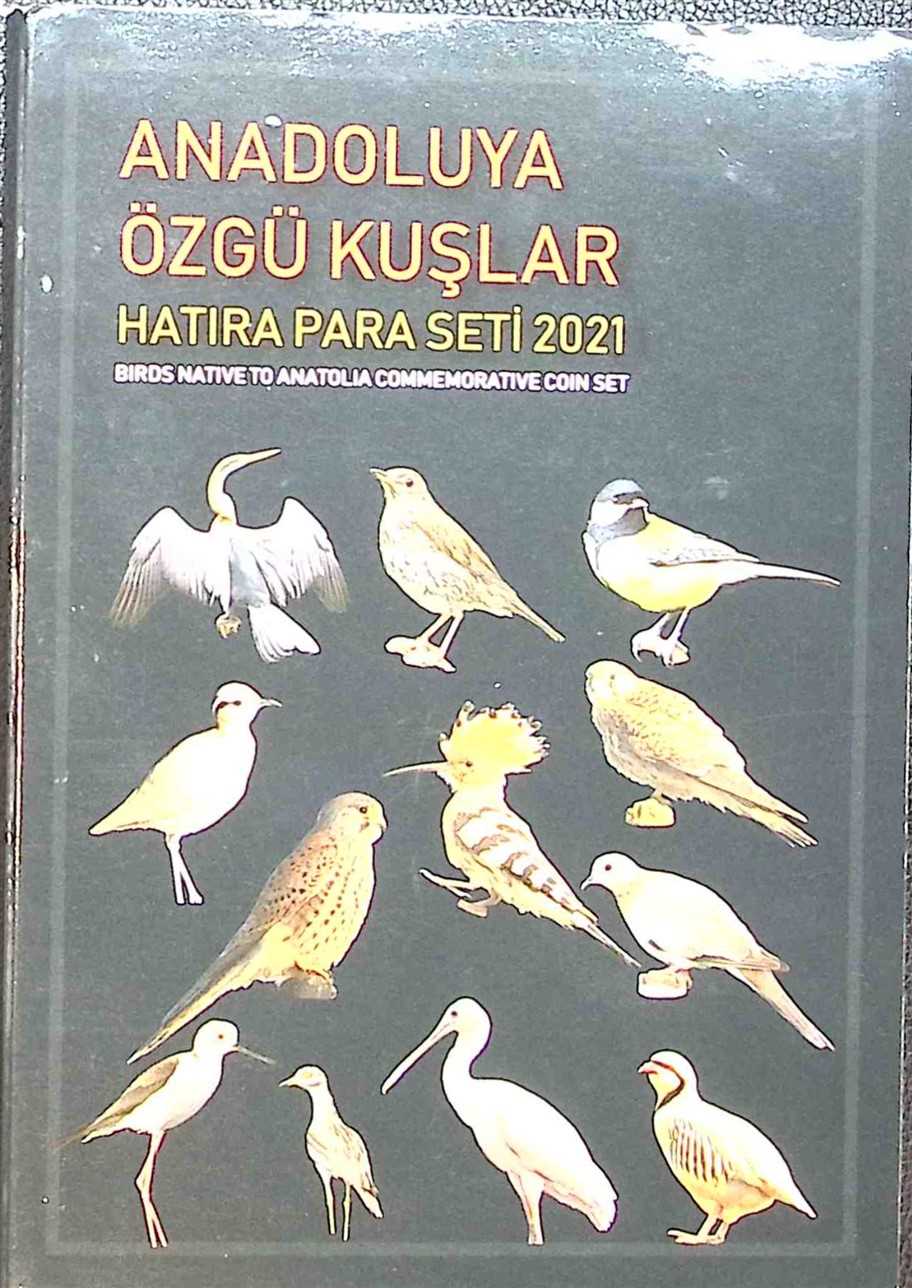 ANADOLUYA
ÖZGÜ KUŞLAR
HATIRA PARA SETİ 2021
BIRDS NATIVE TO ANATOLIA COMMEMORATIVE COIN SET